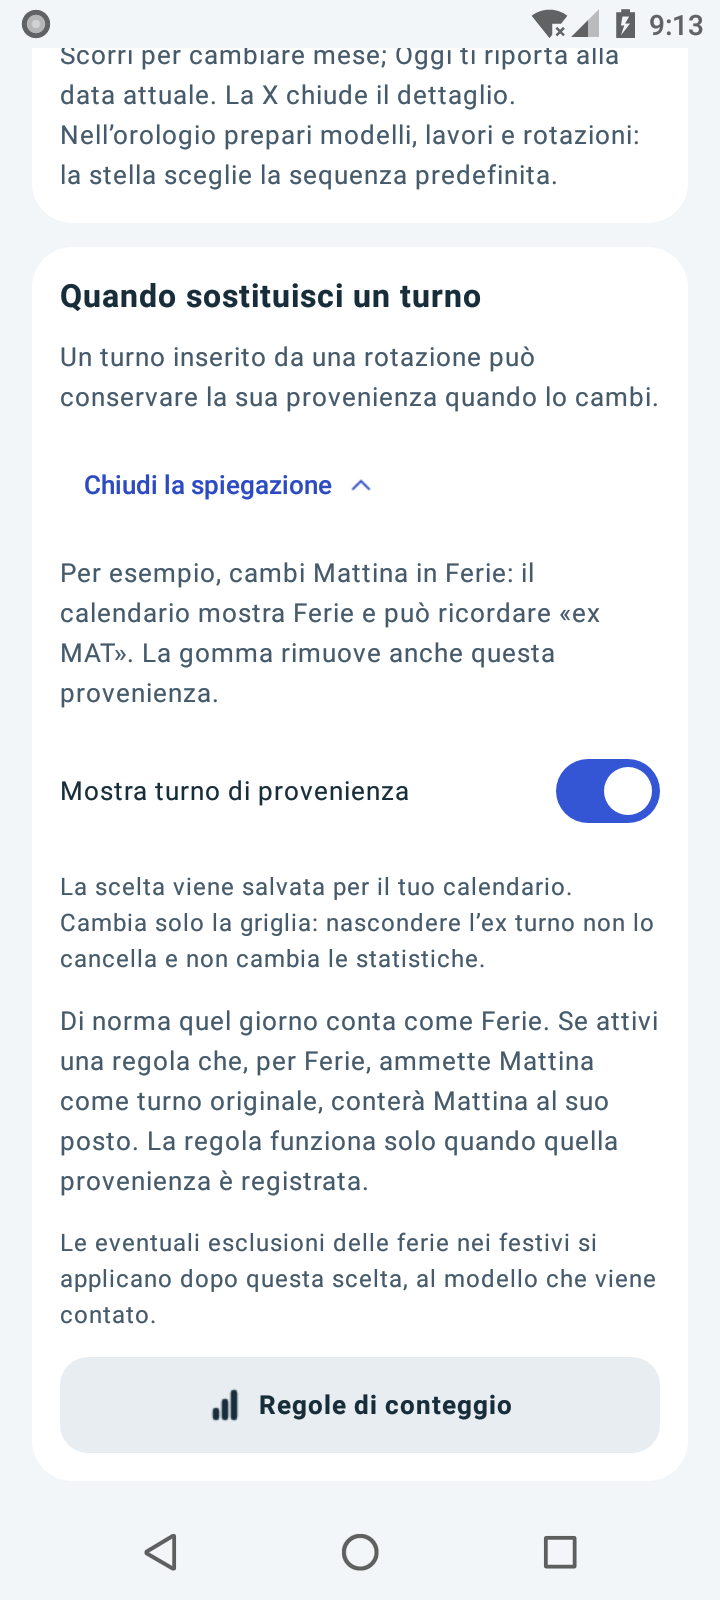 9:13
Scorri per cambiare mese; Oggi ti riporta alla
data attuale. La X chiude il dettaglio.
Nell’orologio prepari modelli, lavori e rotazioni:
la stella sceglie la sequenza predefinita.
Quando sostituisci un turno
Un turno inserito da una rotazione può
conservare la sua provenienza quando lo cambi.
Chiudi la spiegazione
Per esempio, cambi Mattina in Ferie: il
calendario mostra Ferie e può ricordare «ex
MAT». La gomma rimuove anche questa
provenienza.
Mostra turno di provenienza
La scelta viene salvata per il tuo calendario.
Cambia solo la griglia: nascondere l’ex turno non lo
cancella e non cambia le statistiche.
Di norma quel giorno conta come Ferie. Se attivi
una regola che, per Ferie, ammette Mattina
come turno originale, conterà Mattina al suo
posto. La regola funziona solo quando quella
provenienza è registrata.
Le eventuali esclusioni delle ferie nei festivi si
applicano dopo questa scelta, al modello che viene
contato.
Regole di conteggio